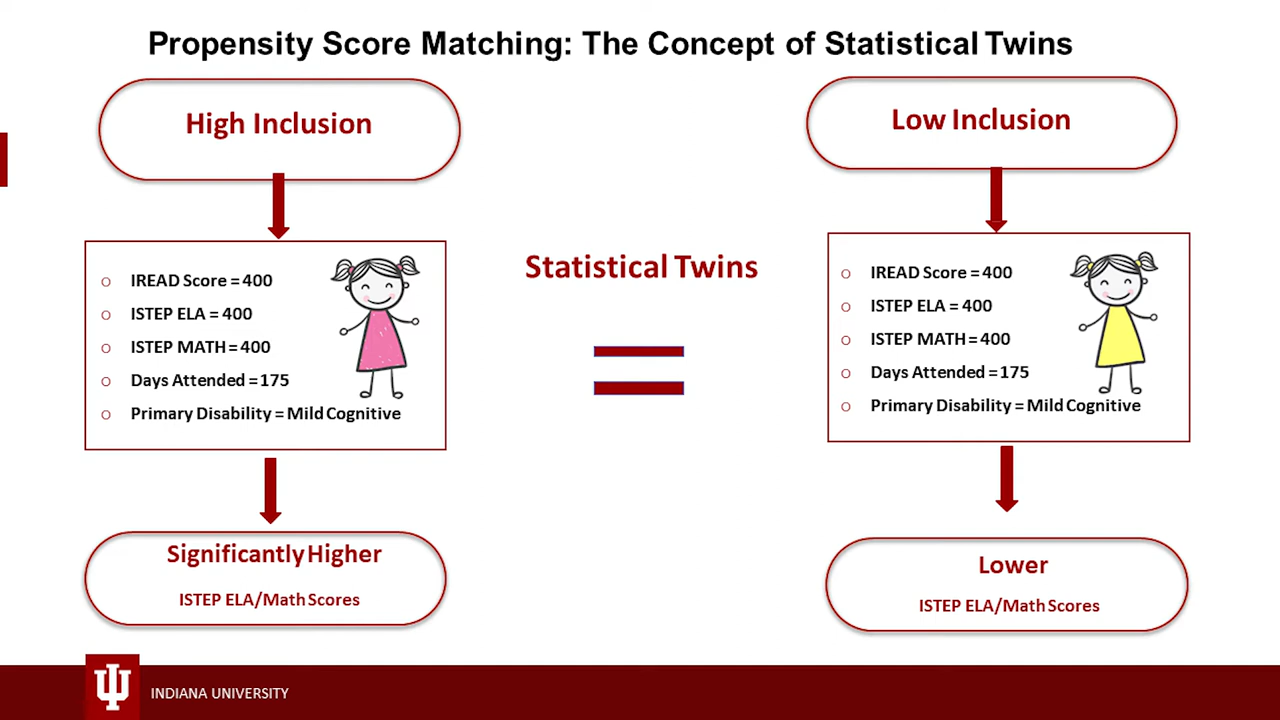 Propensity Score Matching: The Concept of Statistical Twins
High Inclusion
IREAD Score = 400
ISTEP ELA = 400
ISTEP MATH = 400
Days Attended = 175
Primary Disability = Mild Cognitive
Significantly Higher
ISTEP ELA/Math Scores
Statistical Twins
Low Inclusion
IREAD Score = 400
ISTEP ELA = 400
ISTEP MATH = 400
Days Attended = 175
Primary Disability = Mild Cognitive
Lower
ISTEP ELA/Math Scores
INDIANA UNIVERSITY